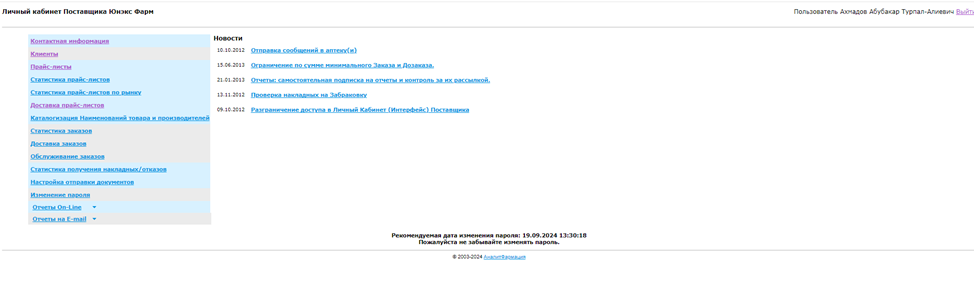 Личный кабинет Поставщика Юнэкс Фарм
Пользователь Ахмадов Абубакар Турпал-Алиевич Выйти
Контактная информация
Клиенты
Прайс-листы
Статистика прайс-листов
Статистика прайс-листов по рынку
Доставка прайс-листов
Каталогизация Наименований товара и производителей
Статистика заказов
Доставка заказов
Обслуживание заказов
Статистика получения накладных/отказов
Настройка отправки документов
Изменение пароля
Отчеты On-Line
Отчеты на E-mail
Новости
10.10.2012 Отправка сообщений в аптеку(и)
15.06.2013 Ограничение по сумме минимального Заказа и Дозаказа.
21.01.2013 Отчеты: самостоятельная подписка на отчеты и контроль за их рассылкой.
13.11.2012 Проверка накладных на Забраковку
09.10.2012 Разграничение доступа в Личный Кабинет (Интерфейс) Поставщика
Рекомендуемая дата изменения пароля: 19.09.2024 13:30:18
Пожалуйста не забывайте изменять пароль.
© 2003-2024 АналитФармация